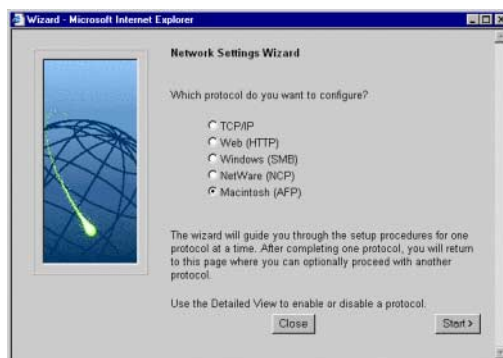 Wizard - Microsoft Internet Explorer
Network Settings Wizard
Which protocol do you want to configure?
TCP/IP
Web (HTTP)
Windows (SMB)
NetWare (NCP)
Macintosh (AFP)
The wizard will guide you through the setup procedures for one
protocol at a time. After completing one protocol, you will return
to this page where you can optionally proceed with another
protocol.
Use the Detailed View to enable or disable a protocol.
Close
Start >